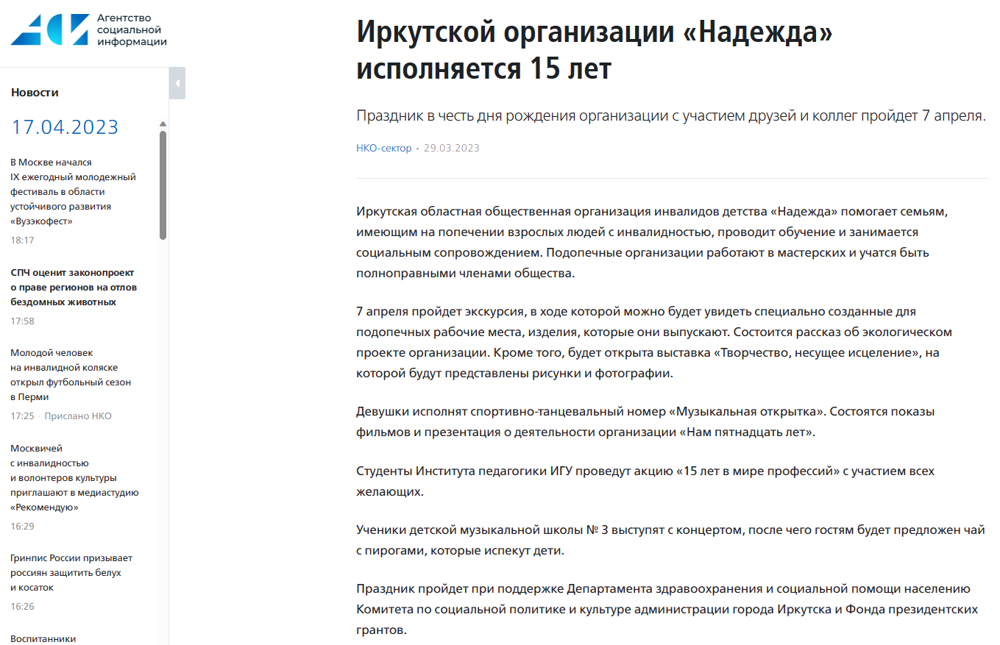 Агентство
социальной
информации
Новости
17.04.2023
В Москве начался
IX ежегодный молодежный
фестиваль в области
устойчивого развития
«Вузэкофест»
18:17
СПЧ оценит законопроект
о праве регионов на отлов
бездомных животных
17:58
Молодой человек
на инвалидной коляске
открыл футбольный сезон
в Перми
17:25 · Прислано НКО
Москвичей
с инвалидностью
и волонтеров культуры
приглашают в медиастудию
«Рекомендую»
16:29
Гринпис России призывает
россиян защитить белух
и косаток
16:26
Воспитанники
Иркутской организации «Надежда»
исполняется 15 лет
Праздник в честь дня рождения организации с участием друзей и коллег пройдет 7 апреля.
НКО-сектор • 29.03.2023
Иркутская областная общественная организация инвалидов детства «Надежда» помогает семьям,
имеющим на попечении взрослых людей с инвалидностью, проводит обучение и занимается
социальным сопровождением. Подопечные организации работают в мастерских и учатся быть
полноправными членами общества.
7 апреля пройдет экскурсия, в ходе которой можно будет увидеть специально созданные для
подопечных рабочие места, изделия, которые они выпускают. Состоится рассказ об экологическом
проекте организации. Кроме того, будет открыта выставка «Творчество, несущее исцеление», на
которой будут представлены рисунки и фотографии.
Девушки исполнят спортивно-танцевальный номер «Музыкальная открытка». Состоятся показы
фильмов и презентация о деятельности организации «Нам пятнадцать лет».
Студенты Института педагогики ИГУ проведут акцию «15 лет в мире профессий» с участием всех
желающих.
Ученики детской музыкальной школы № 3 выступят с концертом, после чего гостям будет предложен чай
с пирогами, которые испекут дети.
Праздник пройдет при поддержке Департамента здравоохранения и социальной помощи населению
Комитета по социальной политике и культуре администрации города Иркутска и Фонда президентских
грантов.